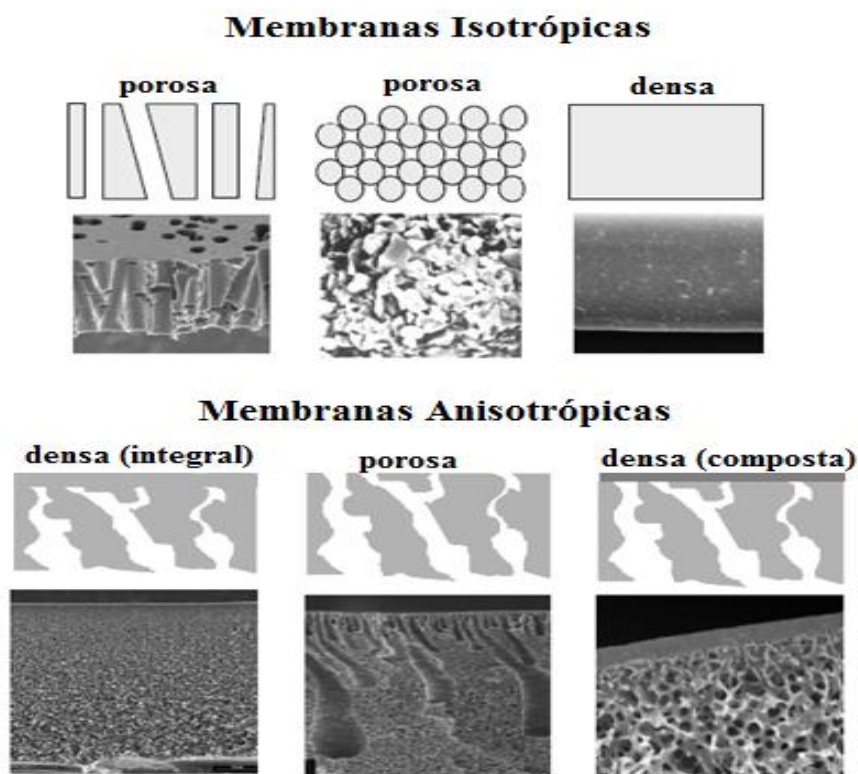 Membranas Isotrópicas
porosa porosa densa
Membranas Anisotrópicas
densa (integral) porosa densa (composta)